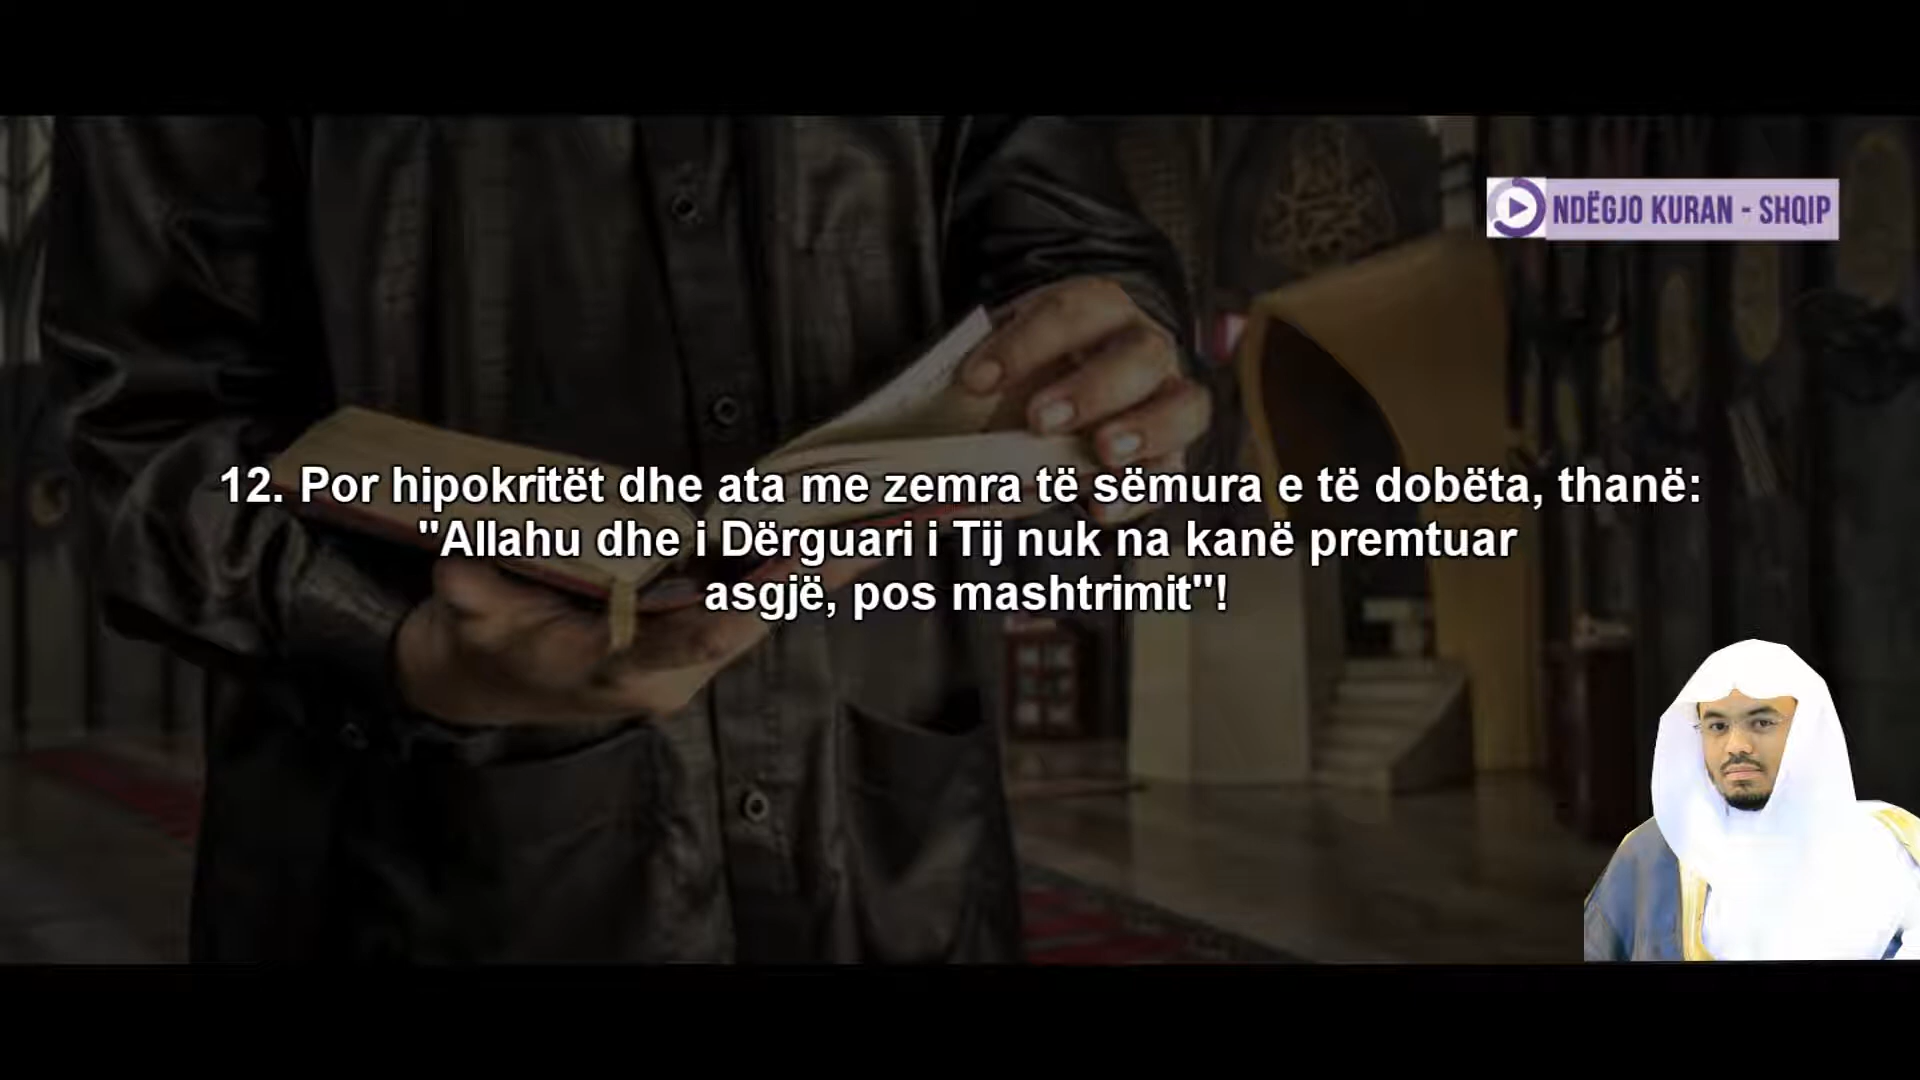 NDËGJO KURAN - SHQIP
12. Por hipokritët dhe ata me zemra të sëmura e të dobëta, thanë:
"Allahu dhe i Dërguari i Tij nuk na kanë premtuar
asgjë, pos mashtrimit"!